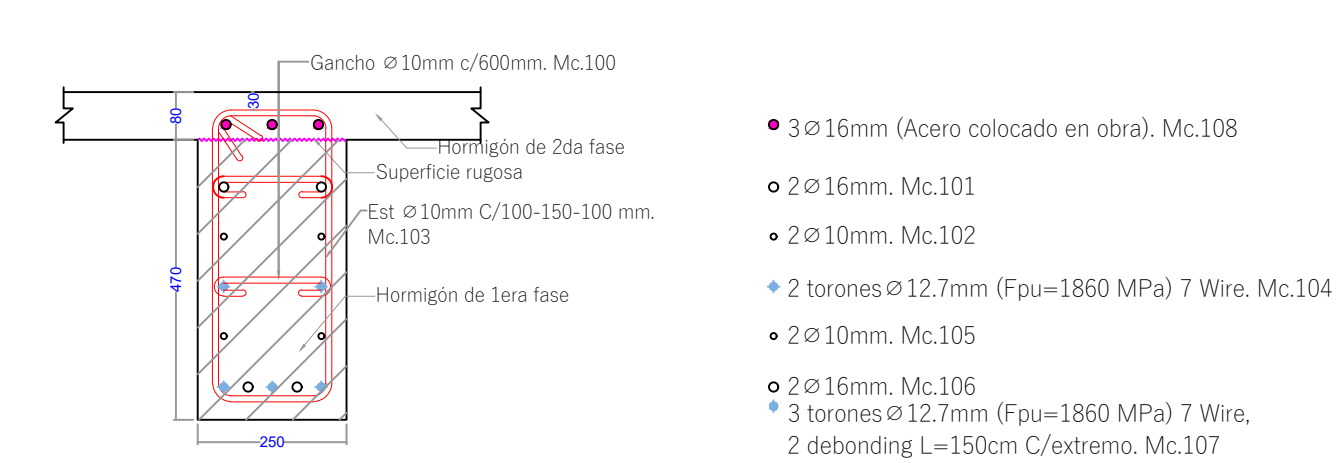 Gancho ∅10mm c/600mm. Mc.100
80
30
Hormigón de 2da fase
Superficie rugosa
Est ∅10mm C/100-150-100 mm.
Mc.103
470
Hormigón de 1era fase
250
3∅16mm (Acero colocado en obra). Mc.108
2∅16mm. Mc.101
2∅10mm. Mc.102
2 torones∅12.7mm (Fpu=1860 MPa) 7 Wire. Mc.104
2∅10mm. Mc.105
2∅16mm. Mc.106
3 torones∅12.7mm (Fpu=1860 MPa) 7 Wire,
2 debonding L=150cm C/extremo. Mc.107